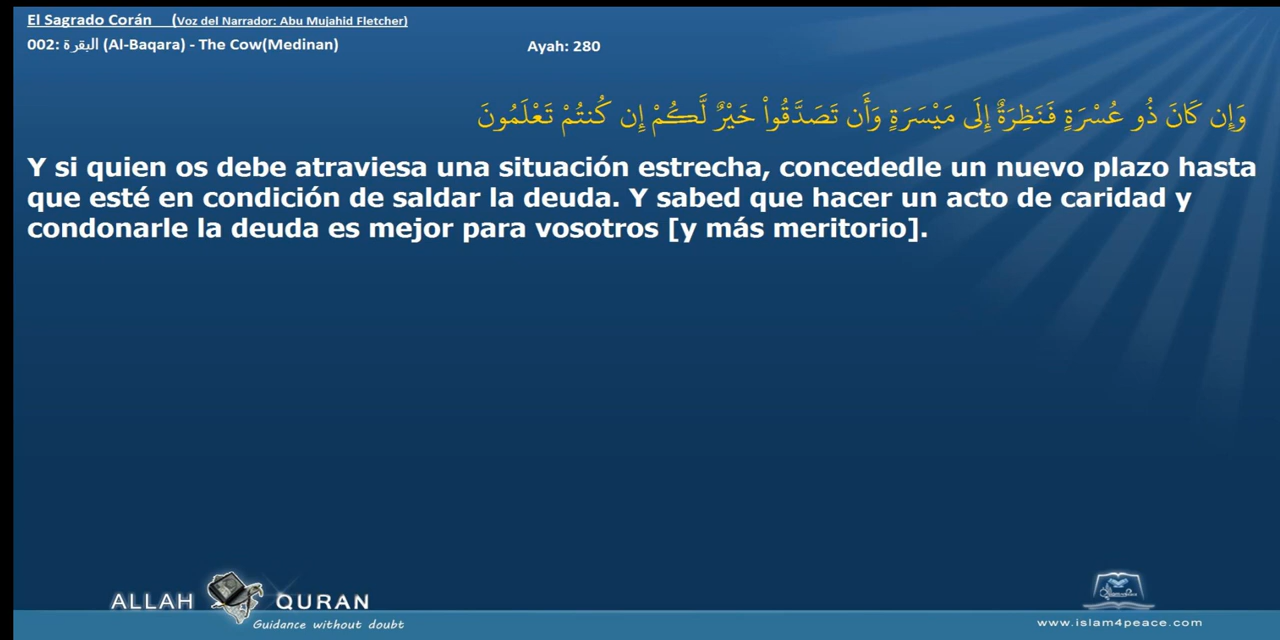 El Sagrado Corán (Voz del Narrador: Abu Mujahid Fletcher)
002: البقرة (Al-Baqara) - The Cow(Medinan) Ayah: 280
وَإِن كَانَ ذُو عُسْرَةٍ فَنَظِرَةٌ إِلَى مَيْسَرَةٍ وَأَن تَصَدَّقُواْ خَيْرٌ لَّكُمْ إِن كُنتُمْ تَعْلَمُونَ
Y si quien os debe atraviesa una situación estrecha, concededle un nuevo plazo hasta
que esté en condición de saldar la deuda. Y sabed que hacer un acto de caridad y
condonarle la deuda es mejor para vosotros [y más meritorio].
ALLAH QURAN
Guidance without doubt
www.islam4peace.com